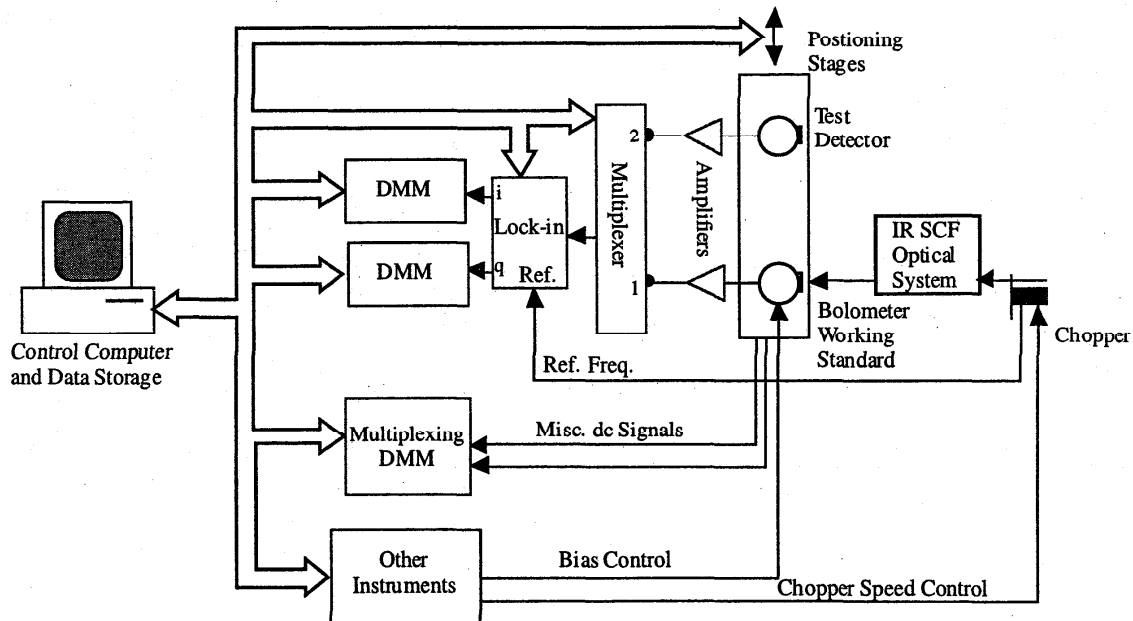 Postioning
Stages
Test
Detector
2
Amplifiers
Multiplexer
DMM
i
Lock-in
IR SCF
Optical
System
DMM
q
Ref.
1
Bolometer
Working
Standard
Chopper
Control Computer
and Data Storage
Ref. Freq.
Multiplexing
DMM
Misc. dc Signals
Other
Instruments
Bias Control
Chopper Speed Control